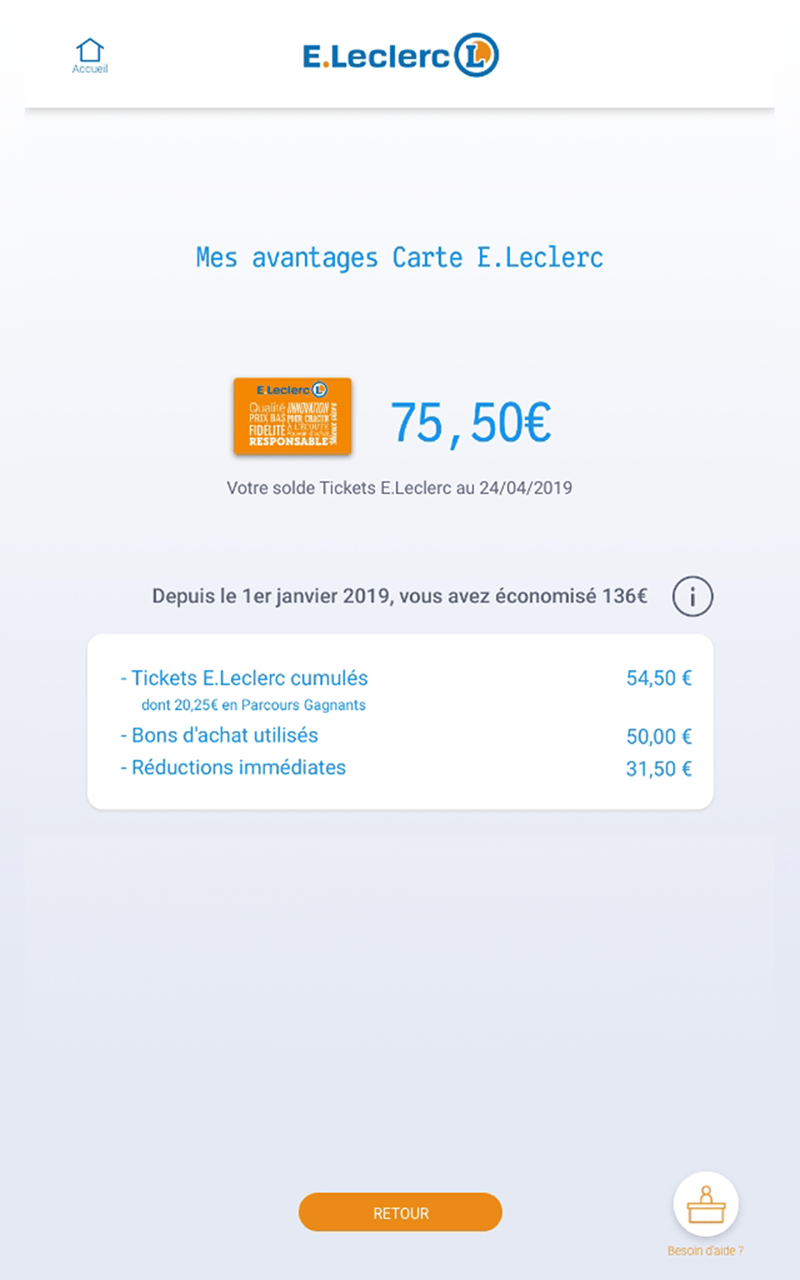 E.Leclerc L
Accueil
Mes avantages Carte E.Leclerc
E.Leclerc L
Qualité INNOVATION
PRIX BAS POUR CHACUN
FIDÉLITÉ À L'ÉCOUTE
RESPONSABLE
75,50€
Votre solde Tickets E.Leclerc au 24/04/2019
Depuis le 1er janvier 2019, vous avez économisé 136€ i
- Tickets E.Leclerc cumulés 54,50 €
dont 20,25€ en Parcours Gagnants
- Bons d'achat utilisés 50,00 €
- Réductions immédiates 31,50 €
RETOUR
Besoin d'aide ?